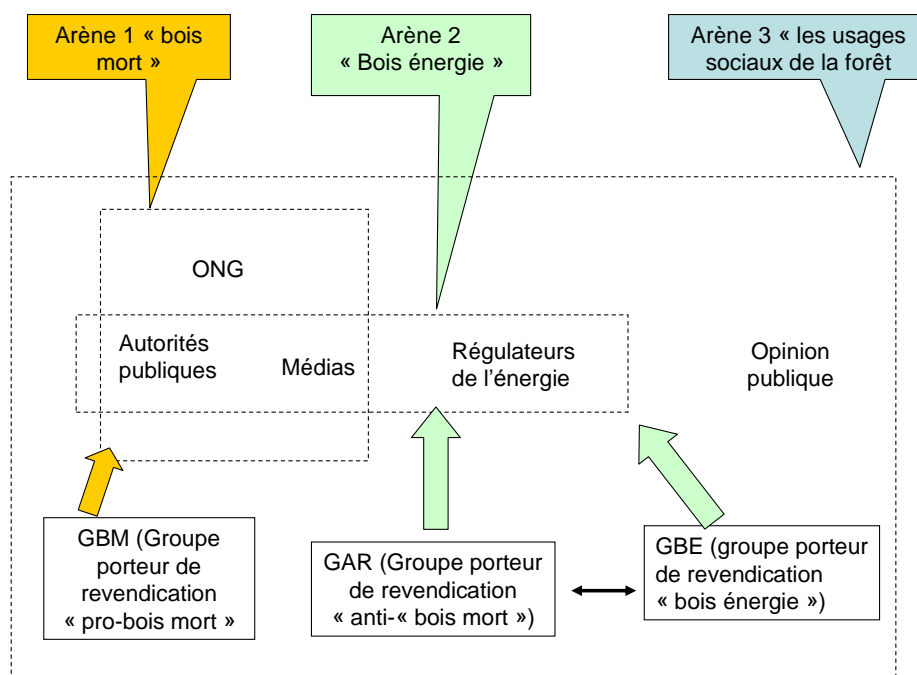 Arène 1 « bois
mort »
Arène 2
« Bois énergie »
Arène 3 « les usages
sociaux de la forêt
ONG
Autorités
publiques
Médias
Régulateurs
de l'énergie
Opinion
publique
GBM (Groupe
porteur de
revendication
« pro-bois mort »
GAR (Groupe porteur
de revendication
« anti-« bois mort »)
GBE (groupe porteur
de revendication
« bois énergie »)